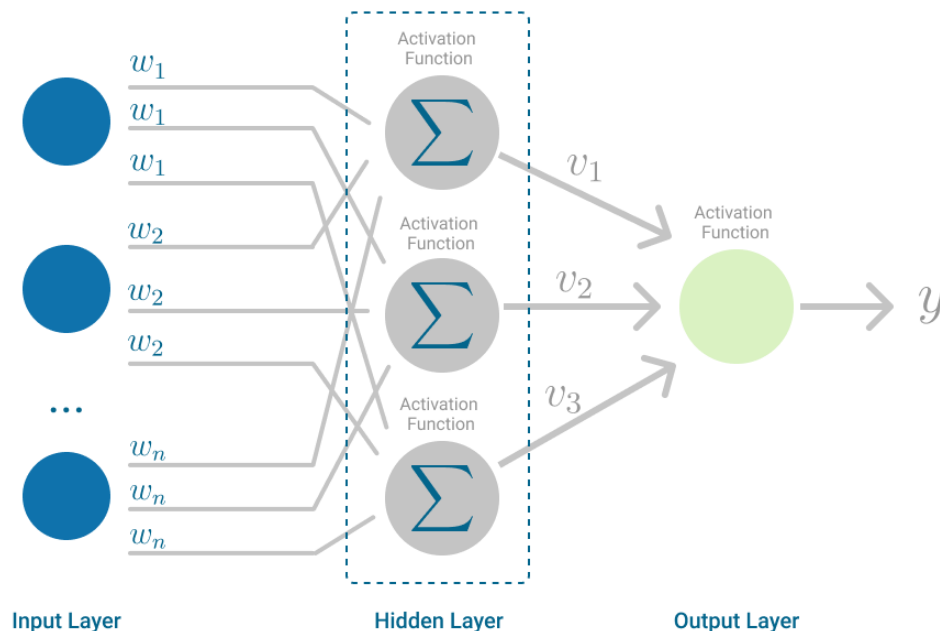 Activation
Function
w₁
w₁
w₁
Σ
v₁
w₂
Activation
Function
Activation
Function
w₂
Σ
v₂
y
w₂
...
Activation
Function
v₃
wₙ
wₙ
Σ
wₙ
Input Layer
Hidden Layer
Output Layer